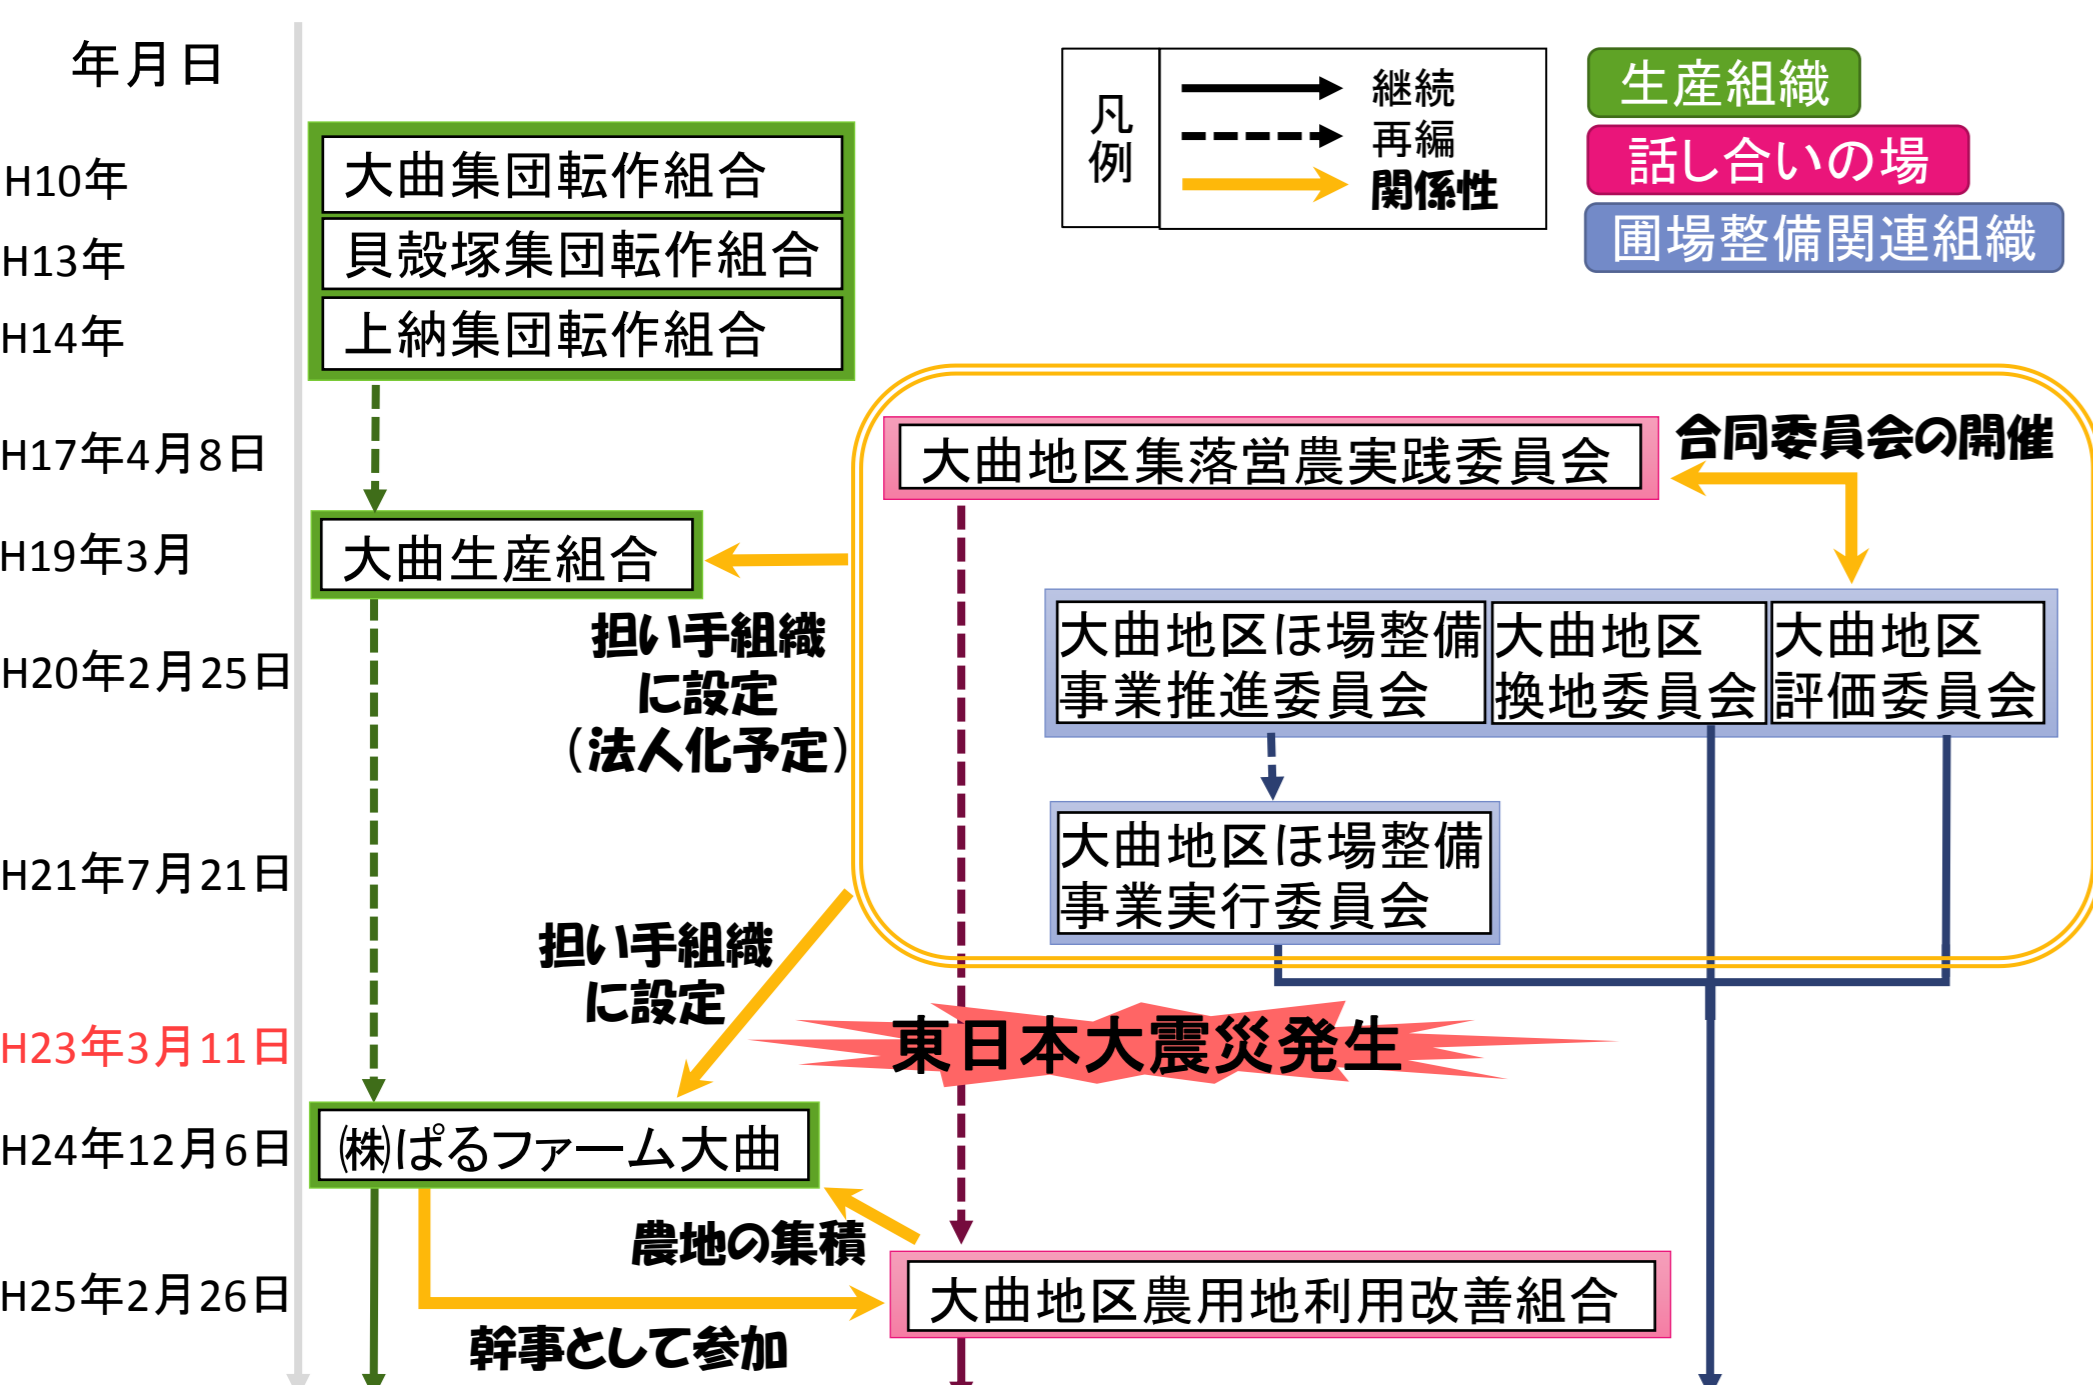 年月日
凡例
継続
再編
関係性
生産組織
話し合いの場
圃場整備関連組織
H10年
大曲集団転作組合
H13年
貝殻塚集団転作組合
H14年
上納集団転作組合
H17年4月8日
大曲地区集落営農実践委員会
合同委員会の開催
H19年3月
大曲生産組合
担い手組織
に設定
（法人化予定）
H20年2月25日
大曲地区ほ場整備
事業推進委員会
大曲地区
換地委員会
大曲地区
評価委員会
H21年7月21日
大曲地区ほ場整備
事業実行委員会
担い手組織
に設定
H23年3月11日
東日本大震災発生
H24年12月6日
㈱ぱるファーム大曲
農地の集積
H25年2月26日
大曲地区農用地利用改善組合
幹事として参加